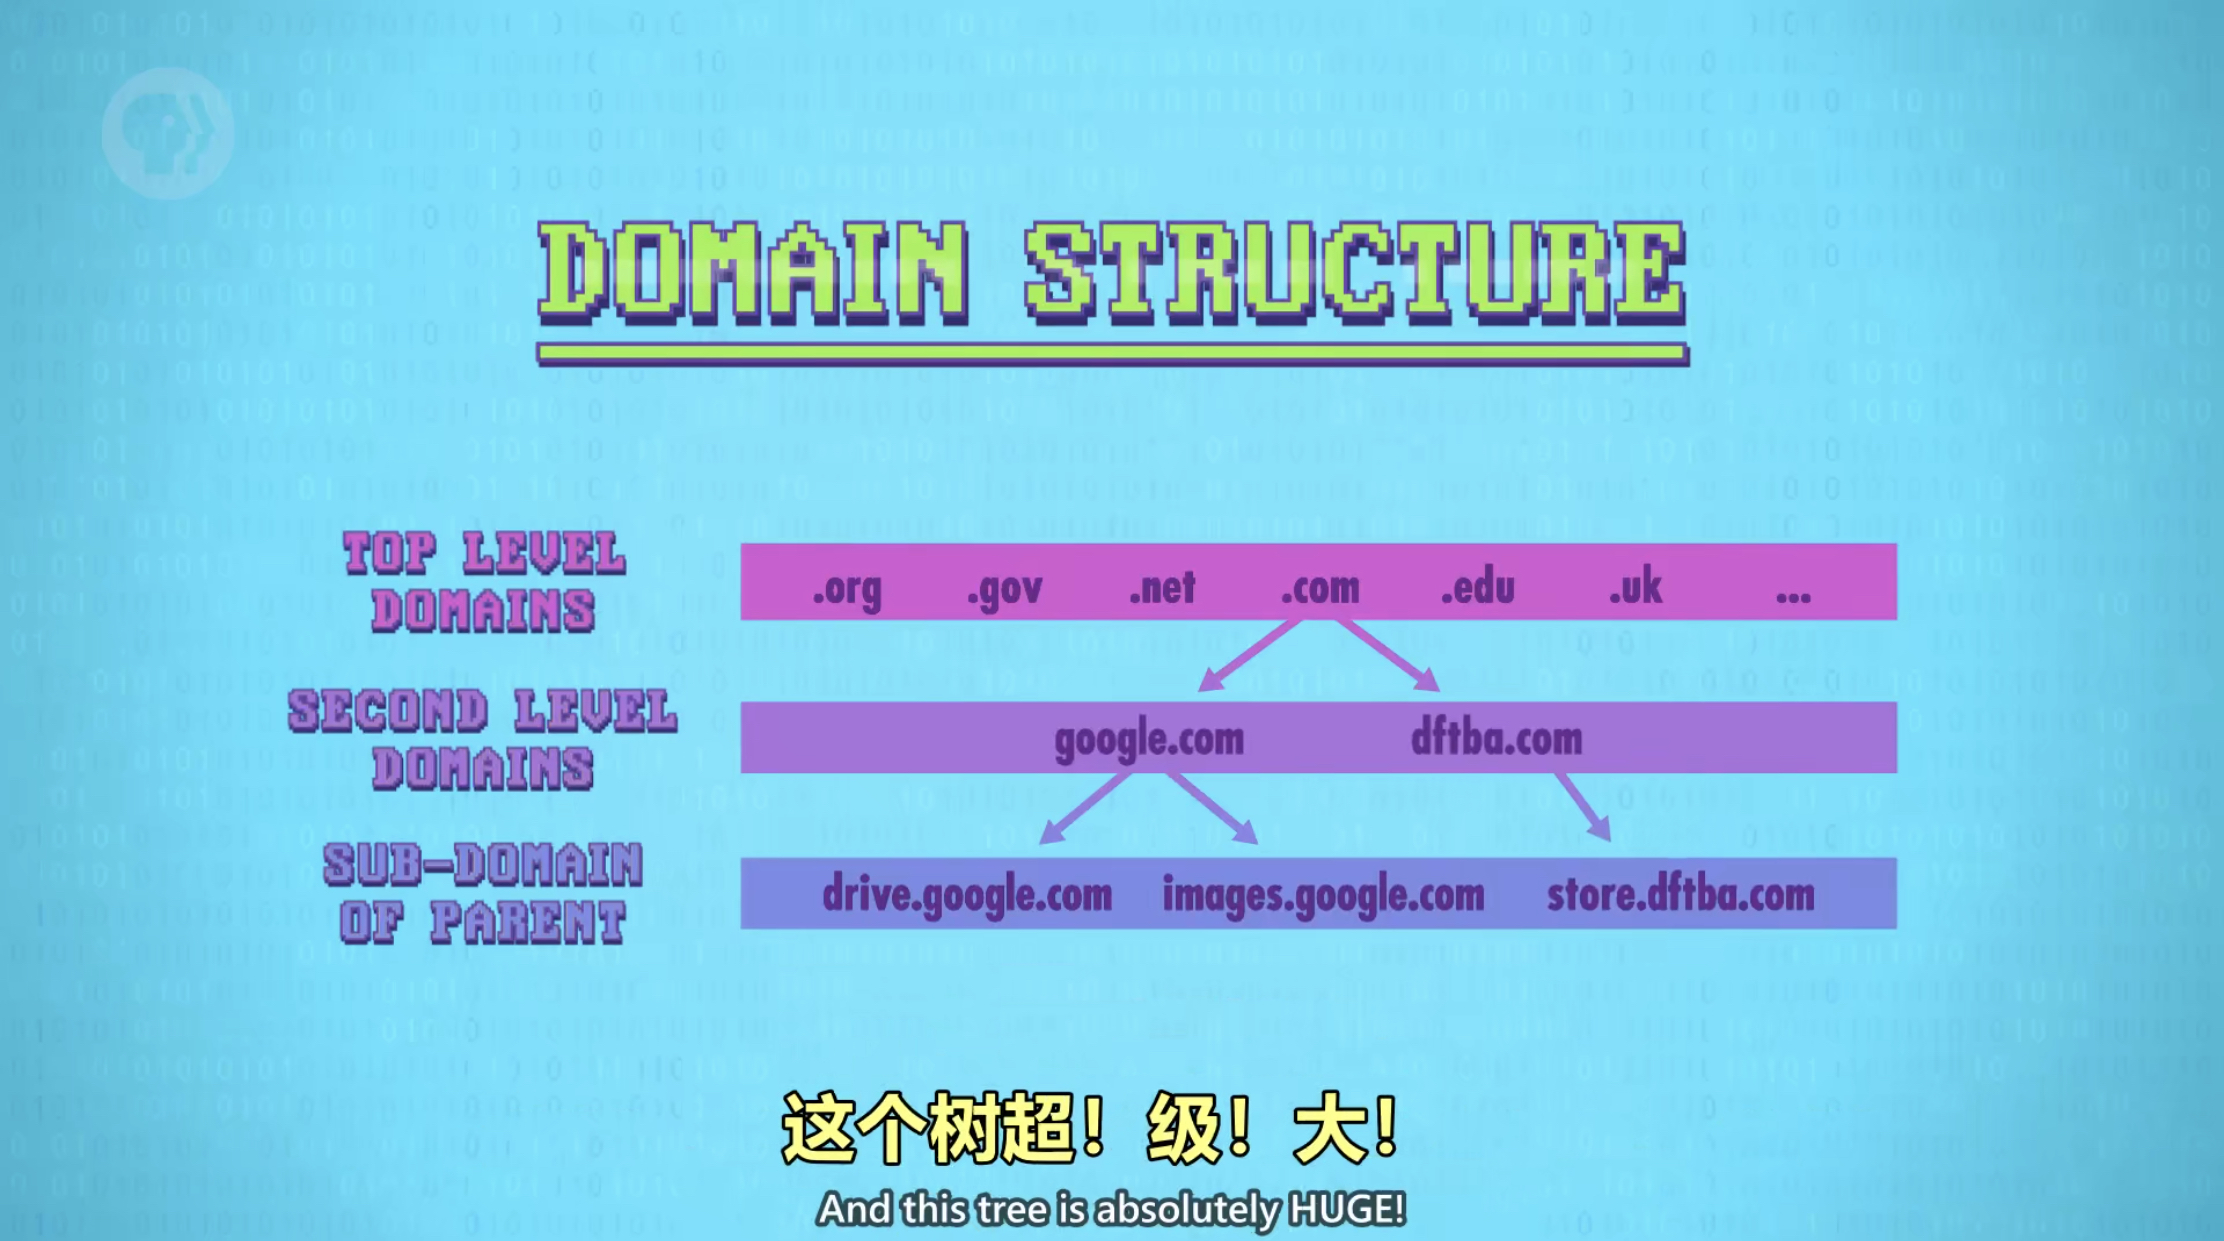 DOMAIN STRUCTURE
TOP LEVEL
DOMAINS
.org .gov .net .com .edu .uk ...
SECOND LEVEL
DOMAINS
google.com dftba.com
SUB-DOMAIN
OF PARENT
drive.google.com images.google.com store.dftba.com
这个树超！级！大！
And this tree is absolutely HUGE!